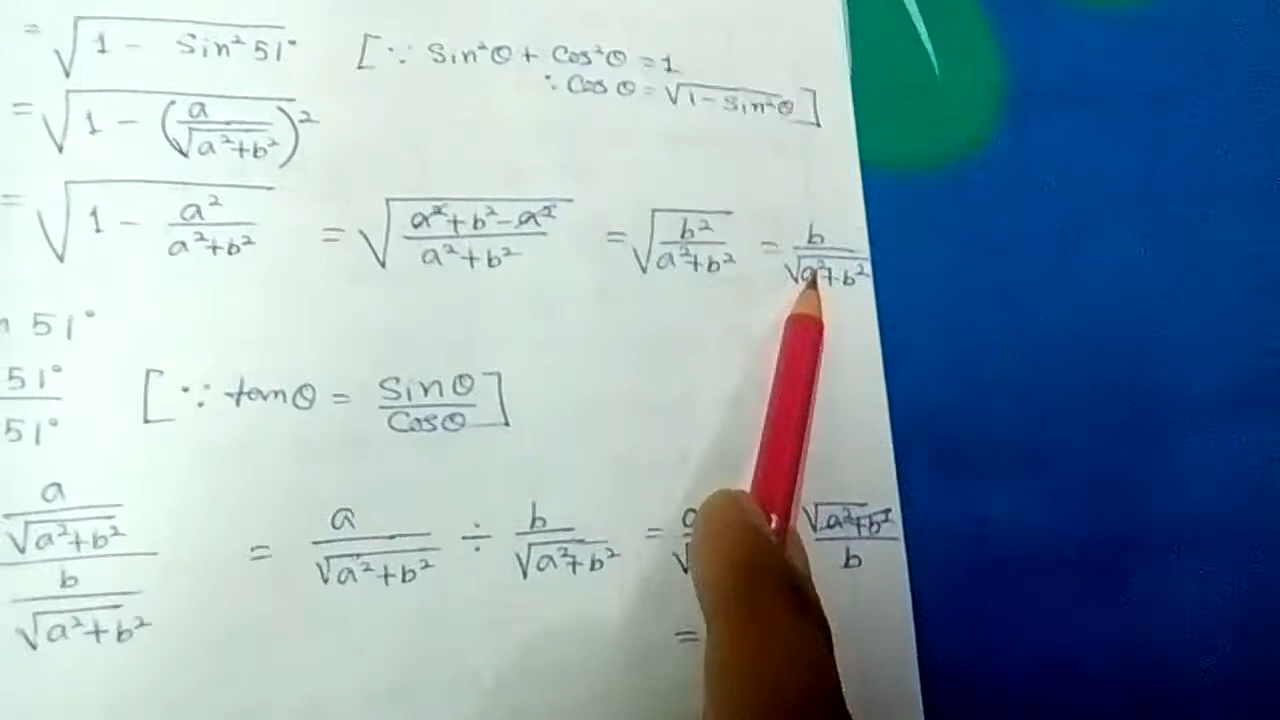 = √(1 - Sin²51°) [∵ Sin²θ + Cos²θ = 1
∴ Cos θ = √(1 - Sin²θ)]
= √(1 - (a/√(a²+b²))²)
= √(1 - a²/(a²+b²)) = √((a²+b²-a²)/(a²+b²)) = √(b²/(a²+b²)) = b/√(a²+b²)
51°
51°/51° [∵ tanθ = Sinθ/Cosθ]
(a/√(a²+b²))/(b/√(a²+b²)) = a/√(a²+b²) ÷ b/√(a²+b²) = √(a²+b²)/b
=